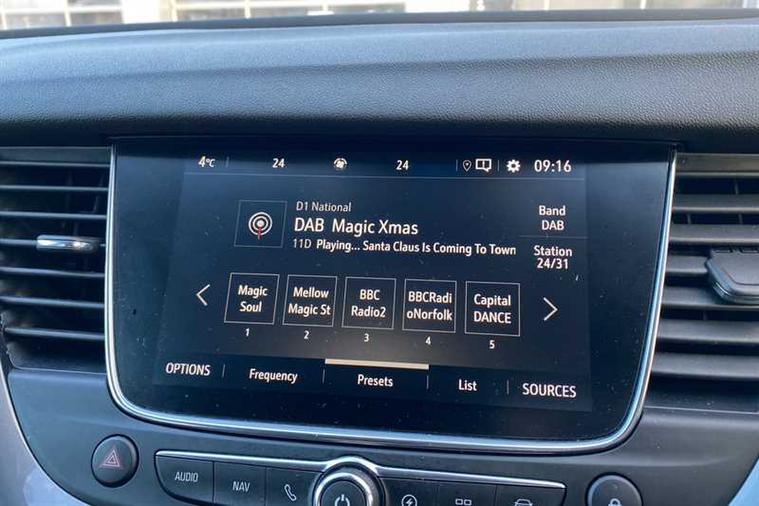 4°C 24 24 09:16
D1 National
DAB Magic Xmas
11D Playing... Santa Claus Is Coming To Town
Band
DAB
Station
24/31
Magic
Soul
1
Mellow
Magic St
2
BBC
Radio2
3
BBCRadi
oNorfolk
4
Capital
DANCE
5
OPTIONS Frequency Presets List SOURCES
AUDIO NAV